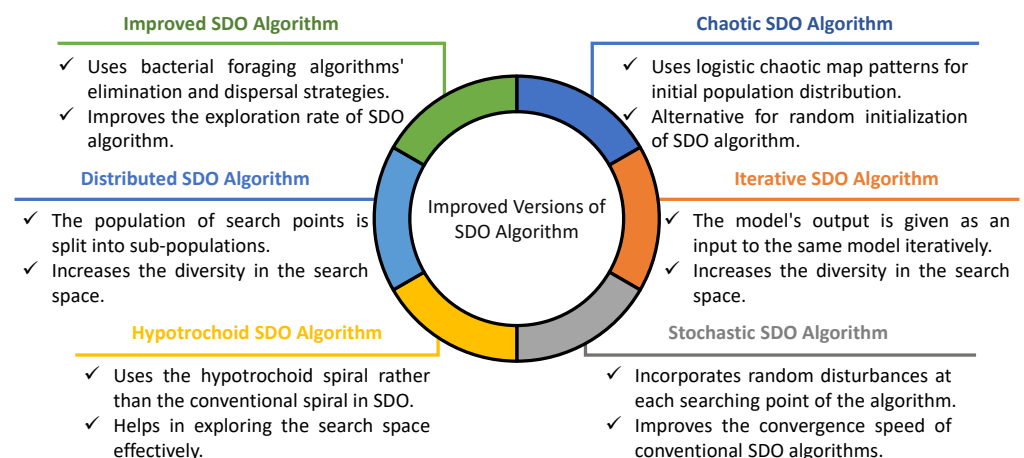 Improved SDO Algorithm
✓ Uses bacterial foraging algorithms'
elimination and dispersal strategies.
✓ Improves the exploration rate of SDO
algorithm.
Chaotic SDO Algorithm
✓ Uses logistic chaotic map patterns for
initial population distribution.
✓ Alternative for random initialization
of SDO algorithm.
Distributed SDO Algorithm
✓ The population of search points is
split into sub-populations.
✓ Increases the diversity in the search
space.
Improved Versions of
SDO Algorithm
Iterative SDO Algorithm
✓ The model's output is given as an
input to the same model iteratively.
✓ Increases the diversity in the search
space.
Hypotrochoid SDO Algorithm
✓ Uses the hypotrochoid spiral rather
than the conventional spiral in SDO.
✓ Helps in exploring the search space
effectively.
Stochastic SDO Algorithm
✓ Incorporates random disturbances at
each searching point of the algorithm.
✓ Improves the convergence speed of
conventional SDO algorithms.